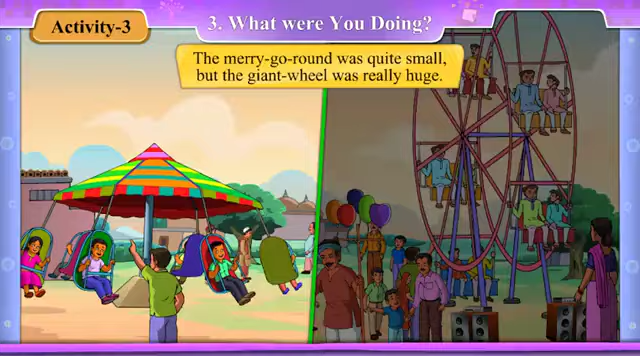 Activity-3
3. What were You Doing?
The merry-go-round was quite small,
but the giant-wheel was really huge.